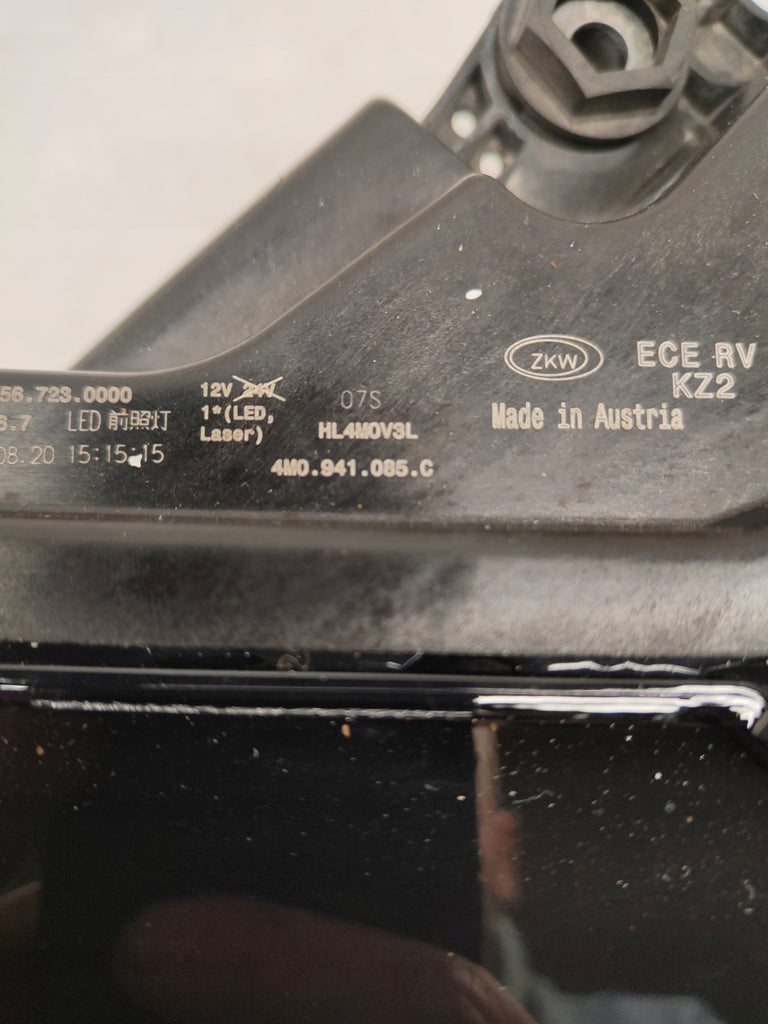 56.723.0000
6.7 LED 前照灯
08.20 15:15:15
12V 24V
1*(LED,
Laser)
07S
HL4M0V3L
4M0.941.085.C
ZKW
Made in Austria
ECE RV
KZ2